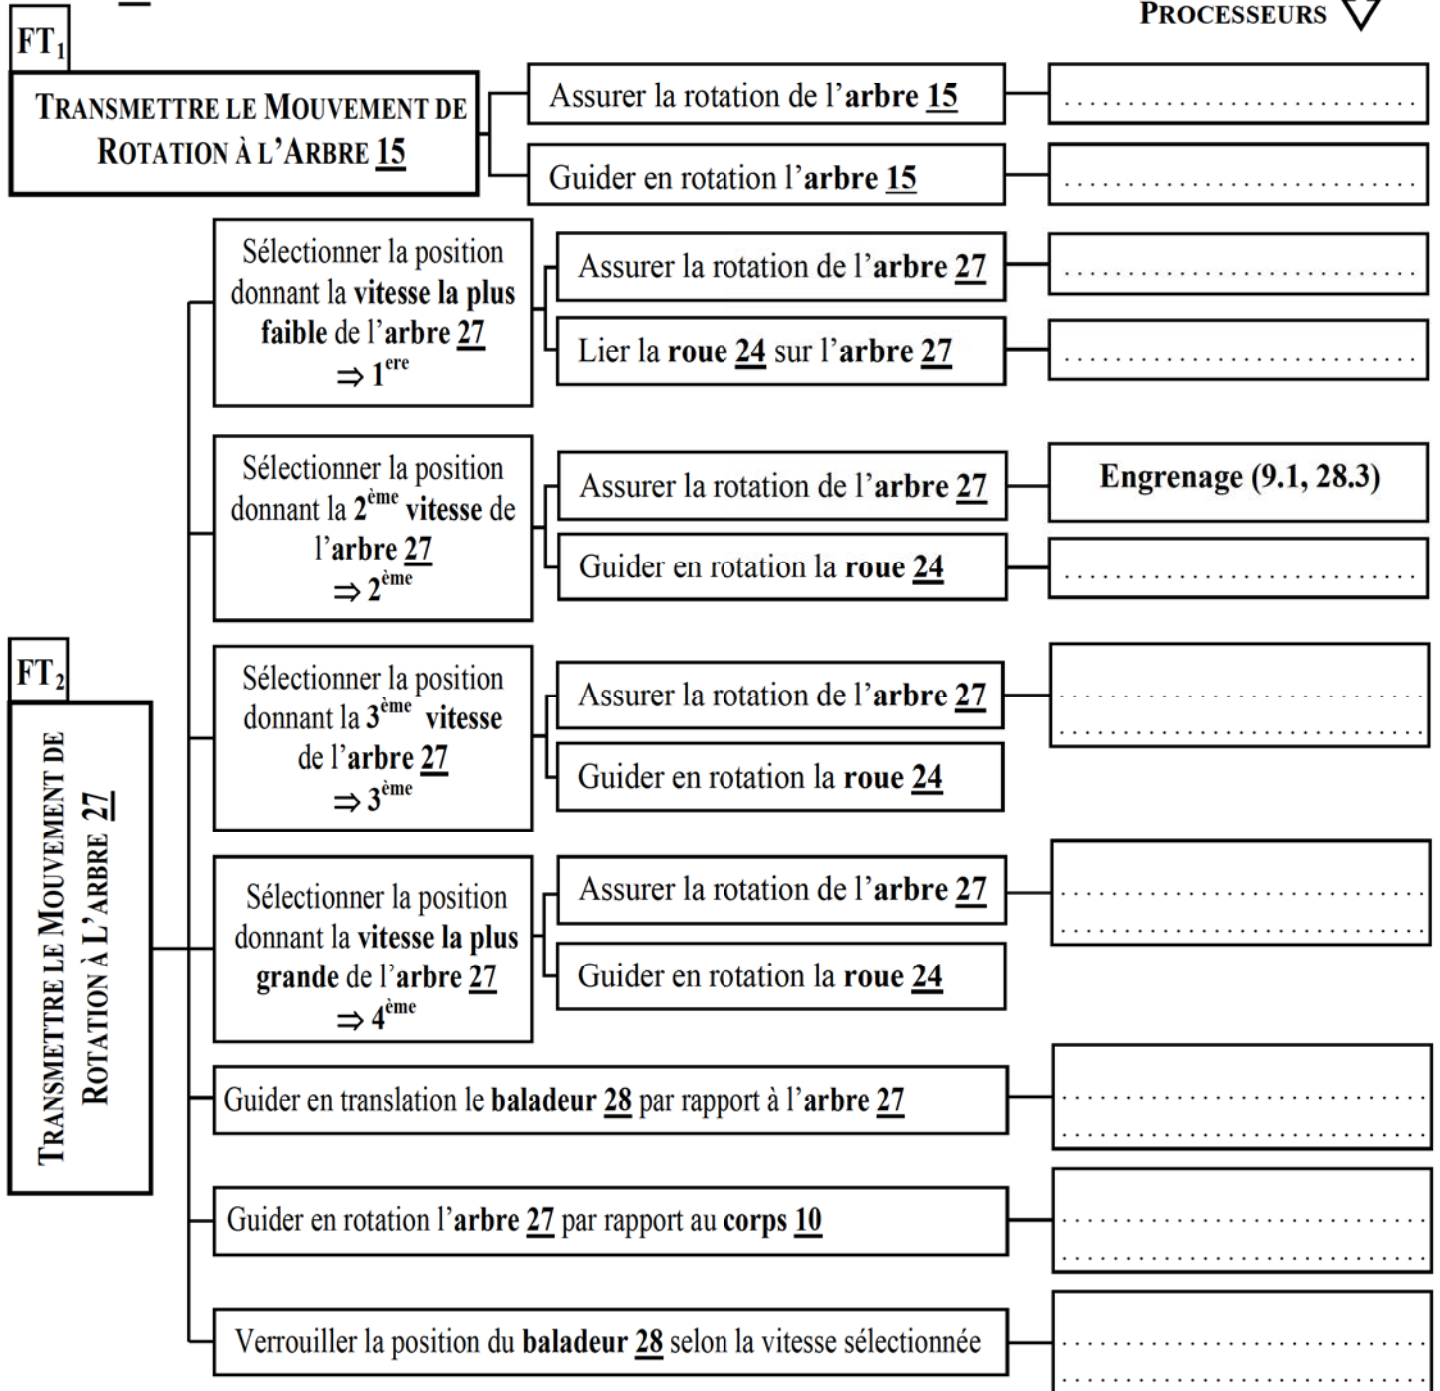 PROCESSEURS
FT1
TRANSMETTRE LE MOUVEMENT DE
ROTATION À L'ARBRE 15
Assurer la rotation de l'arbre 15
..........................
Guider en rotation l'arbre 15
..........................
Sélectionner la position
donnant la vitesse la plus
faible de l'arbre 27
⇒ 1ere
Assurer la rotation de l'arbre 27
..........................
Lier la roue 24 sur l'arbre 27
..........................
Sélectionner la position
donnant la 2ème vitesse de
l'arbre 27
⇒ 2ème
Assurer la rotation de l'arbre 27
Engrenage (9.1, 28.3)
Guider en rotation la roue 24
..........................
FT2
TRANSMETTRE LE MOUVEMENT DE
ROTATION À L'ARBRE 27
Sélectionner la position
donnant la 3ème vitesse
de l'arbre 27
⇒ 3ème
Assurer la rotation de l'arbre 27
..........................
..........................
Guider en rotation la roue 24
Sélectionner la position
donnant la vitesse la plus
grande de l'arbre 27
⇒ 4ème
Assurer la rotation de l'arbre 27
..........................
..........................
Guider en rotation la roue 24
Guider en translation le baladeur 28 par rapport à l'arbre 27
..........................
..........................
Guider en rotation l'arbre 27 par rapport au corps 10
..........................
..........................
Verrouiller la position du baladeur 28 selon la vitesse sélectionnée
..........................
..........................